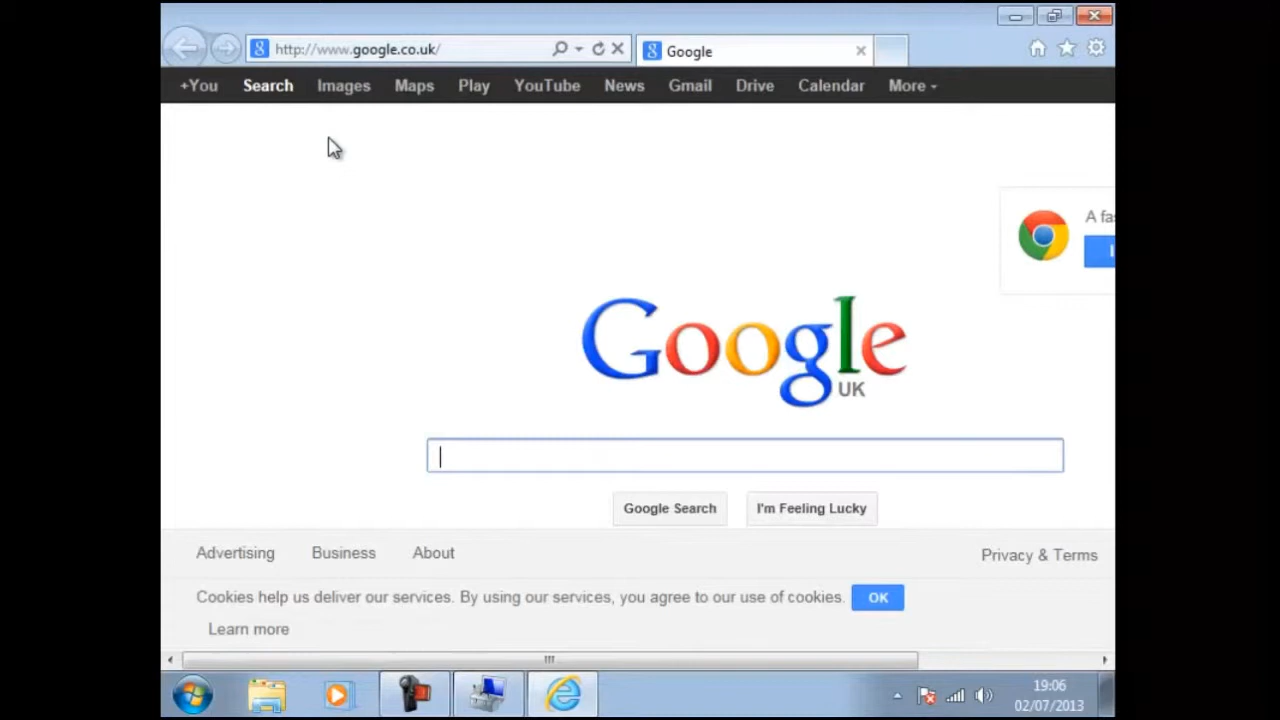 http://www.google.co.uk/
Google
+You Search Images Maps Play YouTube News Gmail Drive Calendar More
A fa
Google
UK
Google Search I'm Feeling Lucky
Advertising Business About Privacy & Terms
Cookies help us deliver our services. By using our services, you agree to our use of cookies. OK
Learn more
19:06
02/07/2013